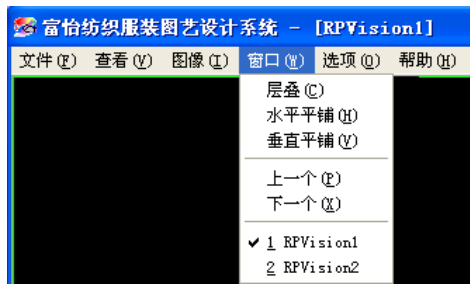 富怡纺织服装图艺设计系统 - [RPVision1]
文件(F) 查看(V) 图像(I) 窗口(W) 选项(O) 帮助(H)
层叠(C)
水平平铺(H)
垂直平铺(V)
上一个(P)
下一个(X)
✔ 1 RPVision1
2 RPVision2